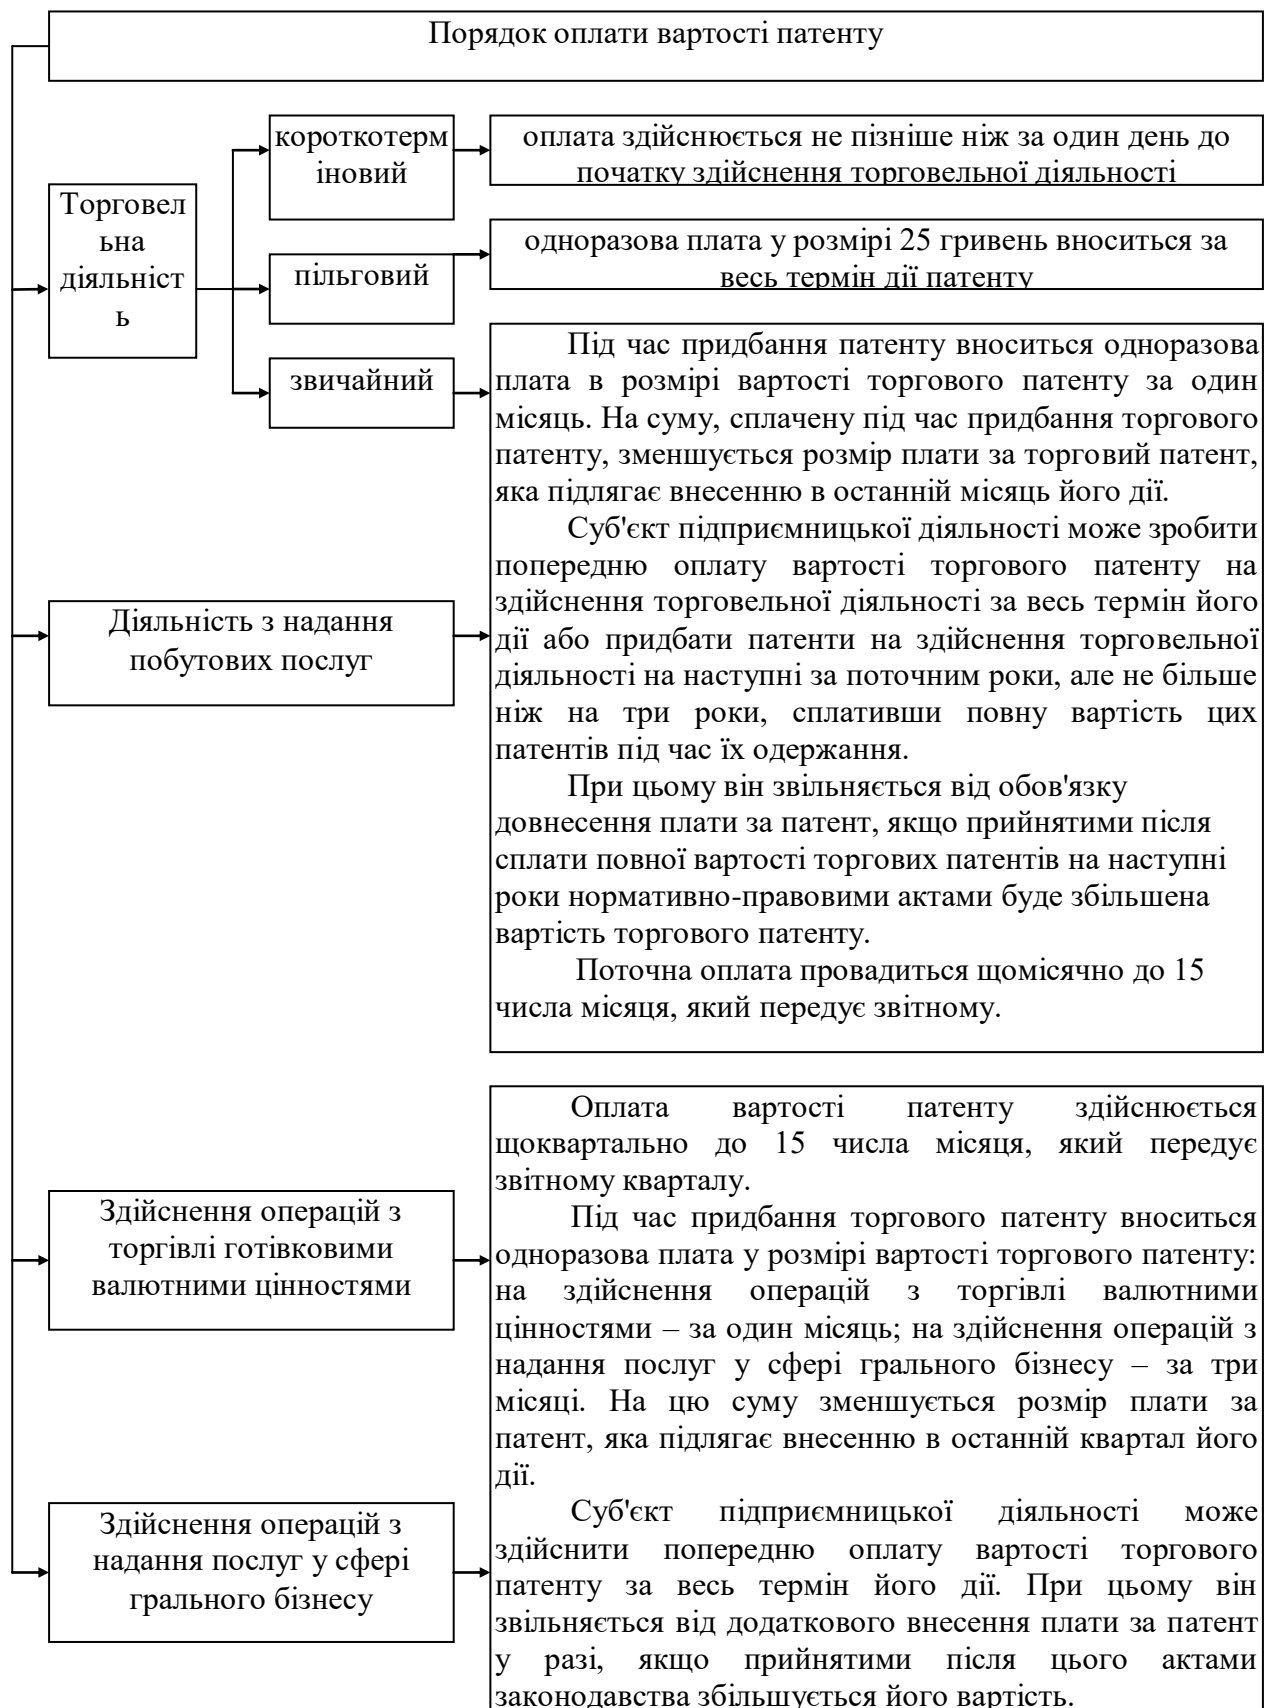 Порядок оплати вартості патенту
короткотерм
іновий
оплата здійснюється не пізніше ніж за один день до
початку здійснення торговельної діяльності
Торговел
ьна
діяльніст
ь
пільговий
одноразова плата у розмірі 25 гривень вноситься за
весь термін дії патенту
звичайний
Під час придбання патенту вноситься одноразова
плата в розмірі вартості торгового патенту за один
місяць. На суму, сплачену під час придбання торгового
патенту, зменшується розмір плати за торговий патент,
яка підлягає внесенню в останній місяць його дії.
Суб'єкт підприємницької діяльності може зробити
попередню оплату вартості торгового патенту на
здійснення торговельної діяльності за весь термін його
дії або придбати патенти на здійснення торговельної
діяльності на наступні за поточним роки, але не більше
ніж на три роки, сплативши повну вартість цих
патентів під час їх одержання.
При цьому він звільняється від обов'язку
довнесення плати за патент, якщо прийнятими після
сплати повної вартості торгових патентів на наступні
роки нормативно-правовими актами буде збільшена
вартість торгового патенту.
Поточна оплата провадиться щомісячно до 15
числа місяця, який передує звітному.
Діяльність з надання
побутових послуг
Здійснення операцій з
торгівлі готівковими
валютними цінностями
Оплата вартості патенту здійснюється
щоквартально до 15 числа місяця, який передує
звітному кварталу.
Під час придбання торгового патенту вноситься
одноразова плата у розмірі вартості торгового патенту:
на здійснення операцій з торгівлі валютними
цінностями – за один місяць; на здійснення операцій з
надання послуг у сфері грального бізнесу – за три
місяці. На цю суму зменшується розмір плати за
патент, яка підлягає внесенню в останній квартал його
дії.
Суб'єкт підприємницької діяльності може
здійснити попередню оплату вартості торгового
патенту за весь термін його дії. При цьому він
звільняється від додаткового внесення плати за патент
у разі, якщо прийнятими після цього актами
законодавства збільшується його вартість.
Здійснення операцій з
надання послуг у сфері
грального бізнесу